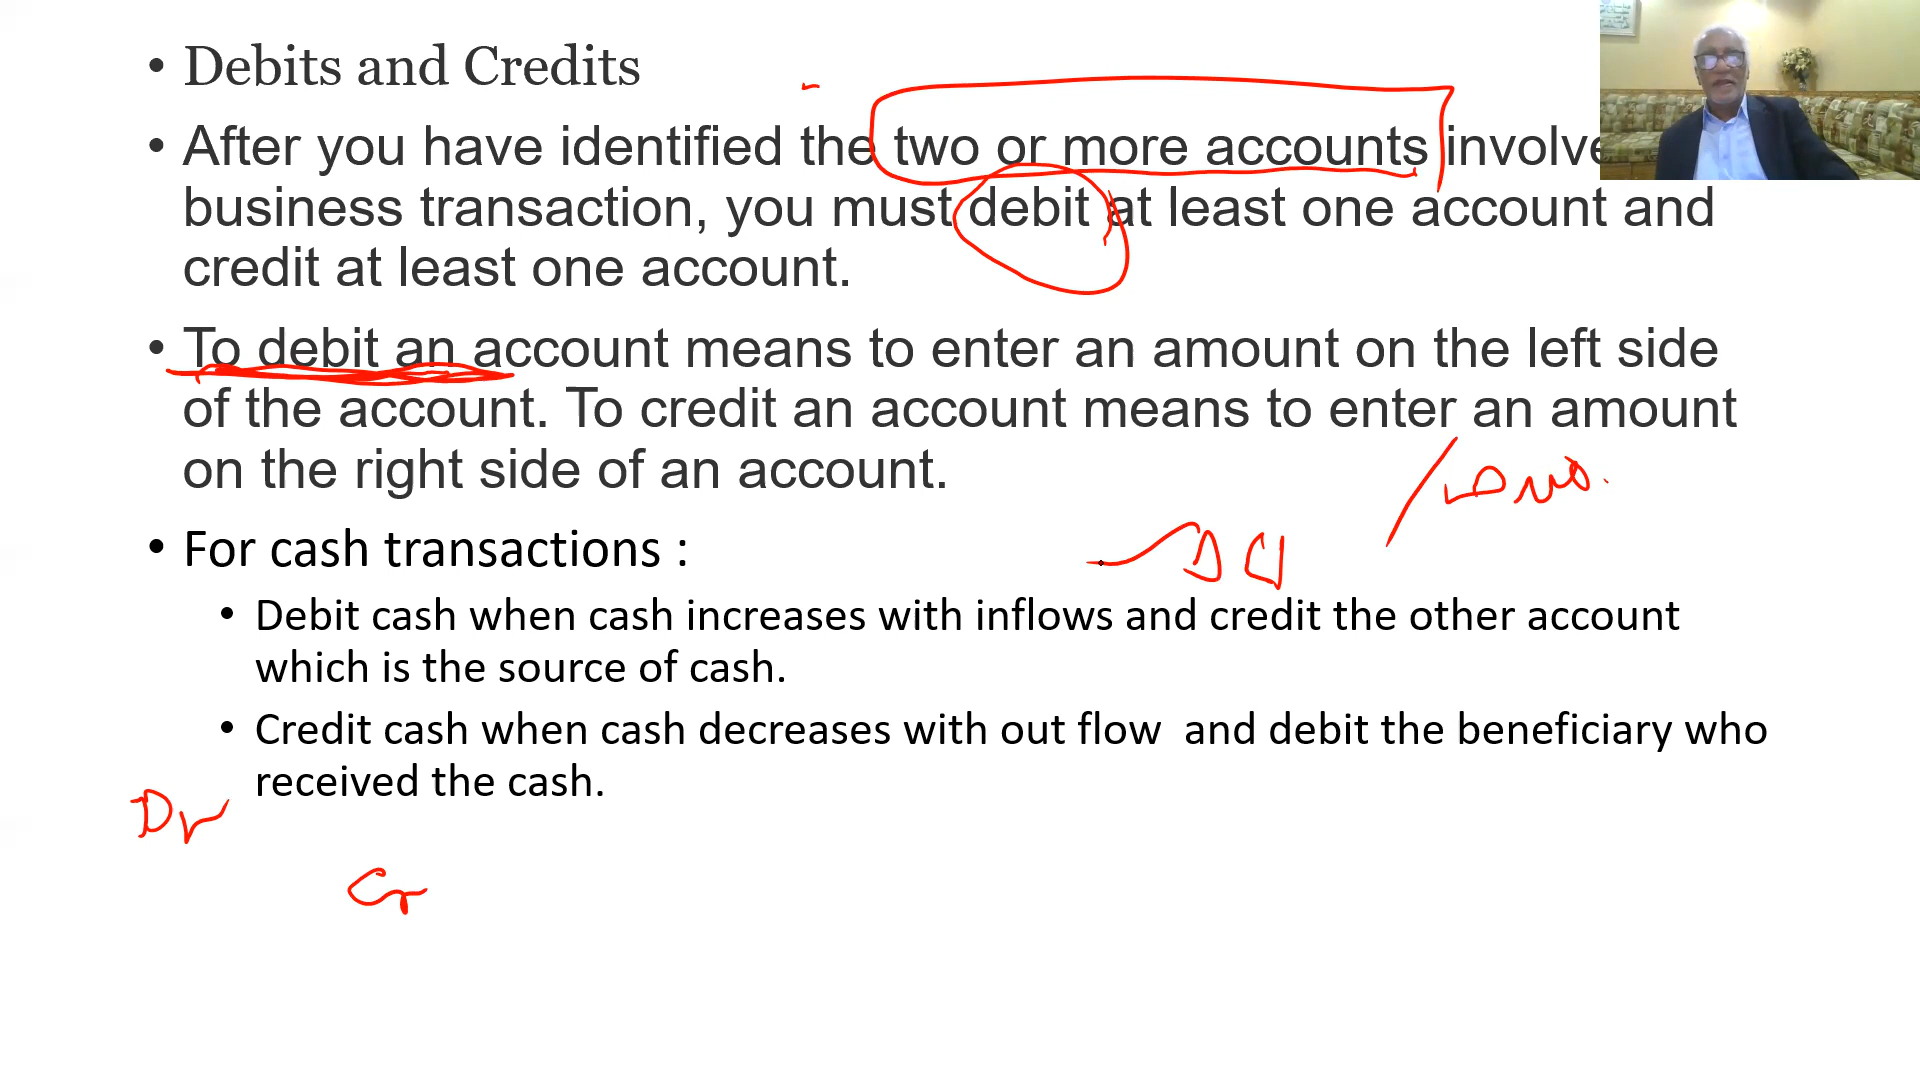 • Debits and Credits
• After you have identified the two or more accounts involve
business transaction, you must debit at least one account and
credit at least one account.
• To debit an account means to enter an amount on the left side
of the account. To credit an account means to enter an amount
on the right side of an account.
• For cash transactions :
• Debit cash when cash increases with inflows and credit the other account
which is the source of cash.
• Credit cash when cash decreases with out flow and debit the beneficiary who
received the cash.
Dr
Cr